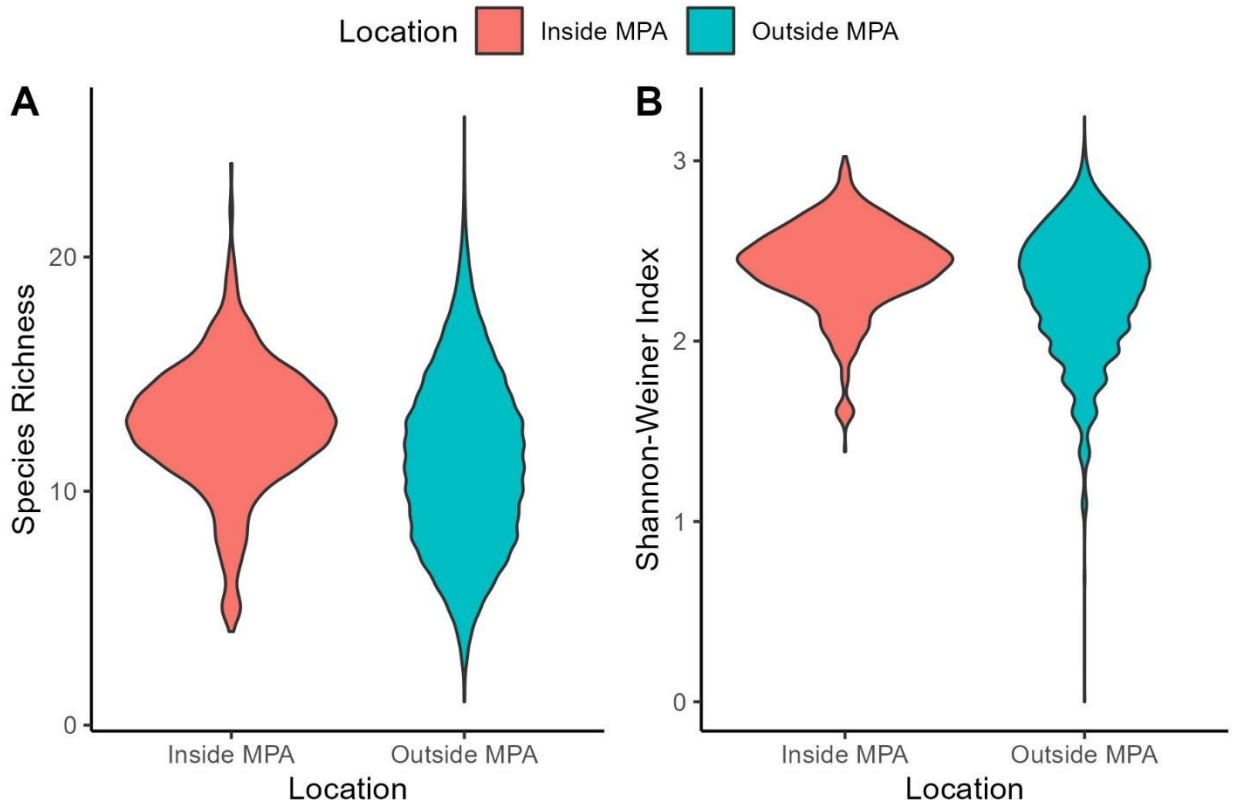 Location Inside MPA Outside MPA
A
Species Richness
20
10
0
Inside MPA Outside MPA
Location
B
Shannon-Weiner Index
3
2
1
0
Inside MPA Outside MPA
Location